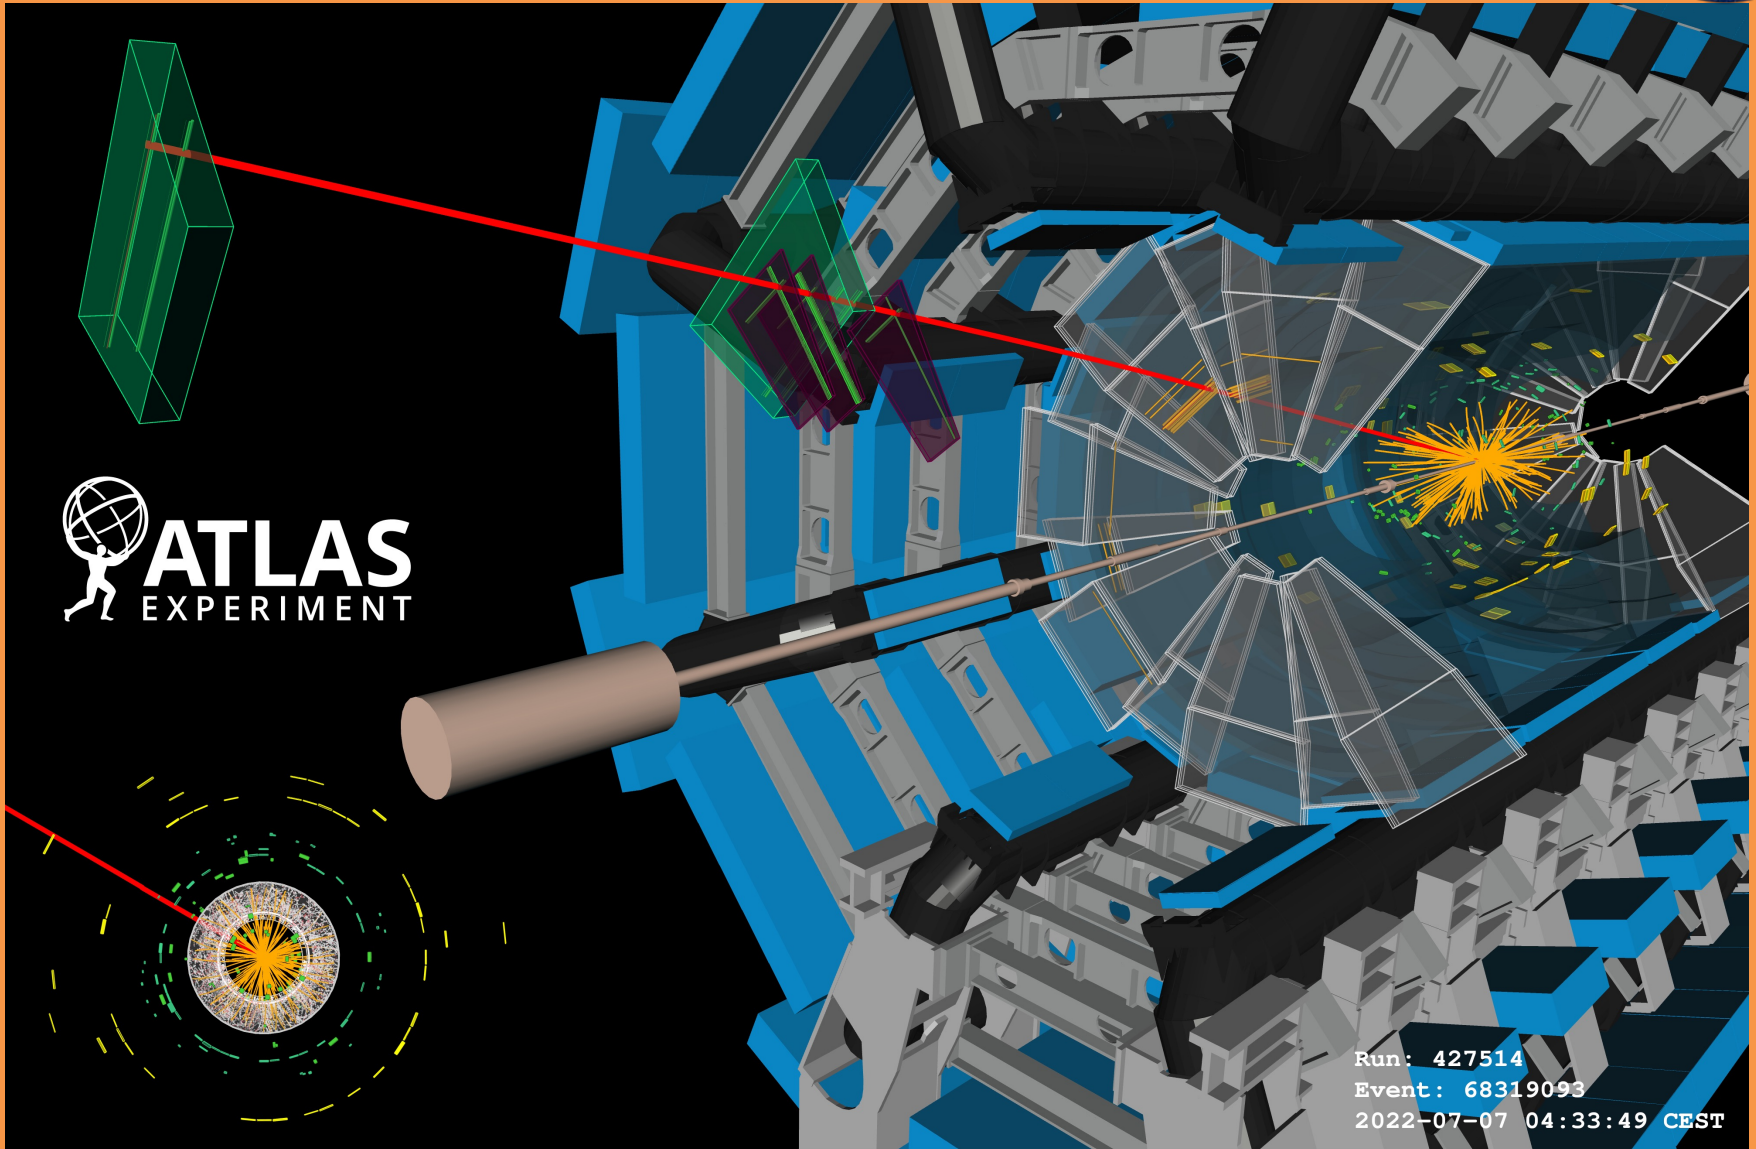 ATLAS
EXPERIMENT
Run: 427514
Event: 68319093
2022-07-07 04:33:49 CEST